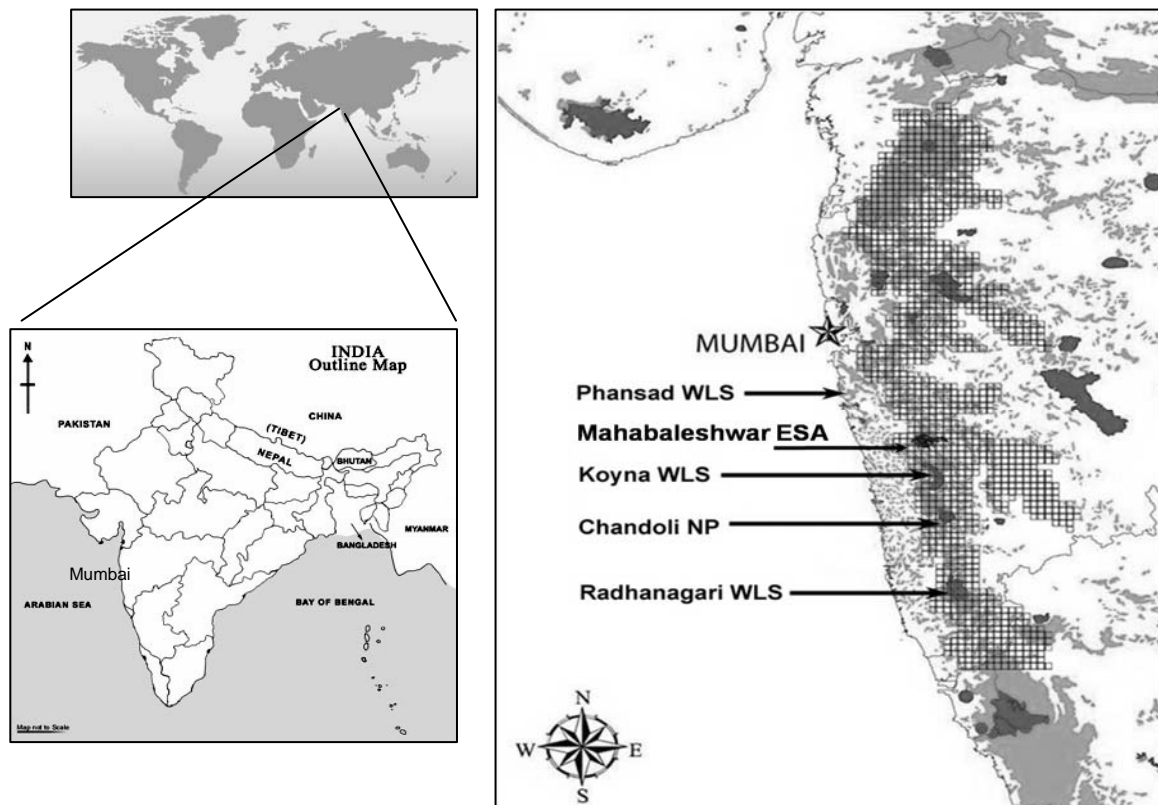 N
INDIA
Outline Map
CHINA
PAKISTAN
(TIBET)
NEPAL
BHUTAN
MYANMAR
BANGLADESH
Mumbai
ARABIAN SEA
BAY OF BENGAL
Map not to Scale
MUMBAI
Phansad WLS
Mahabaleshwar ESA
Koyna WLS
Chandoli NP
Radhanagari WLS
N
W E
S